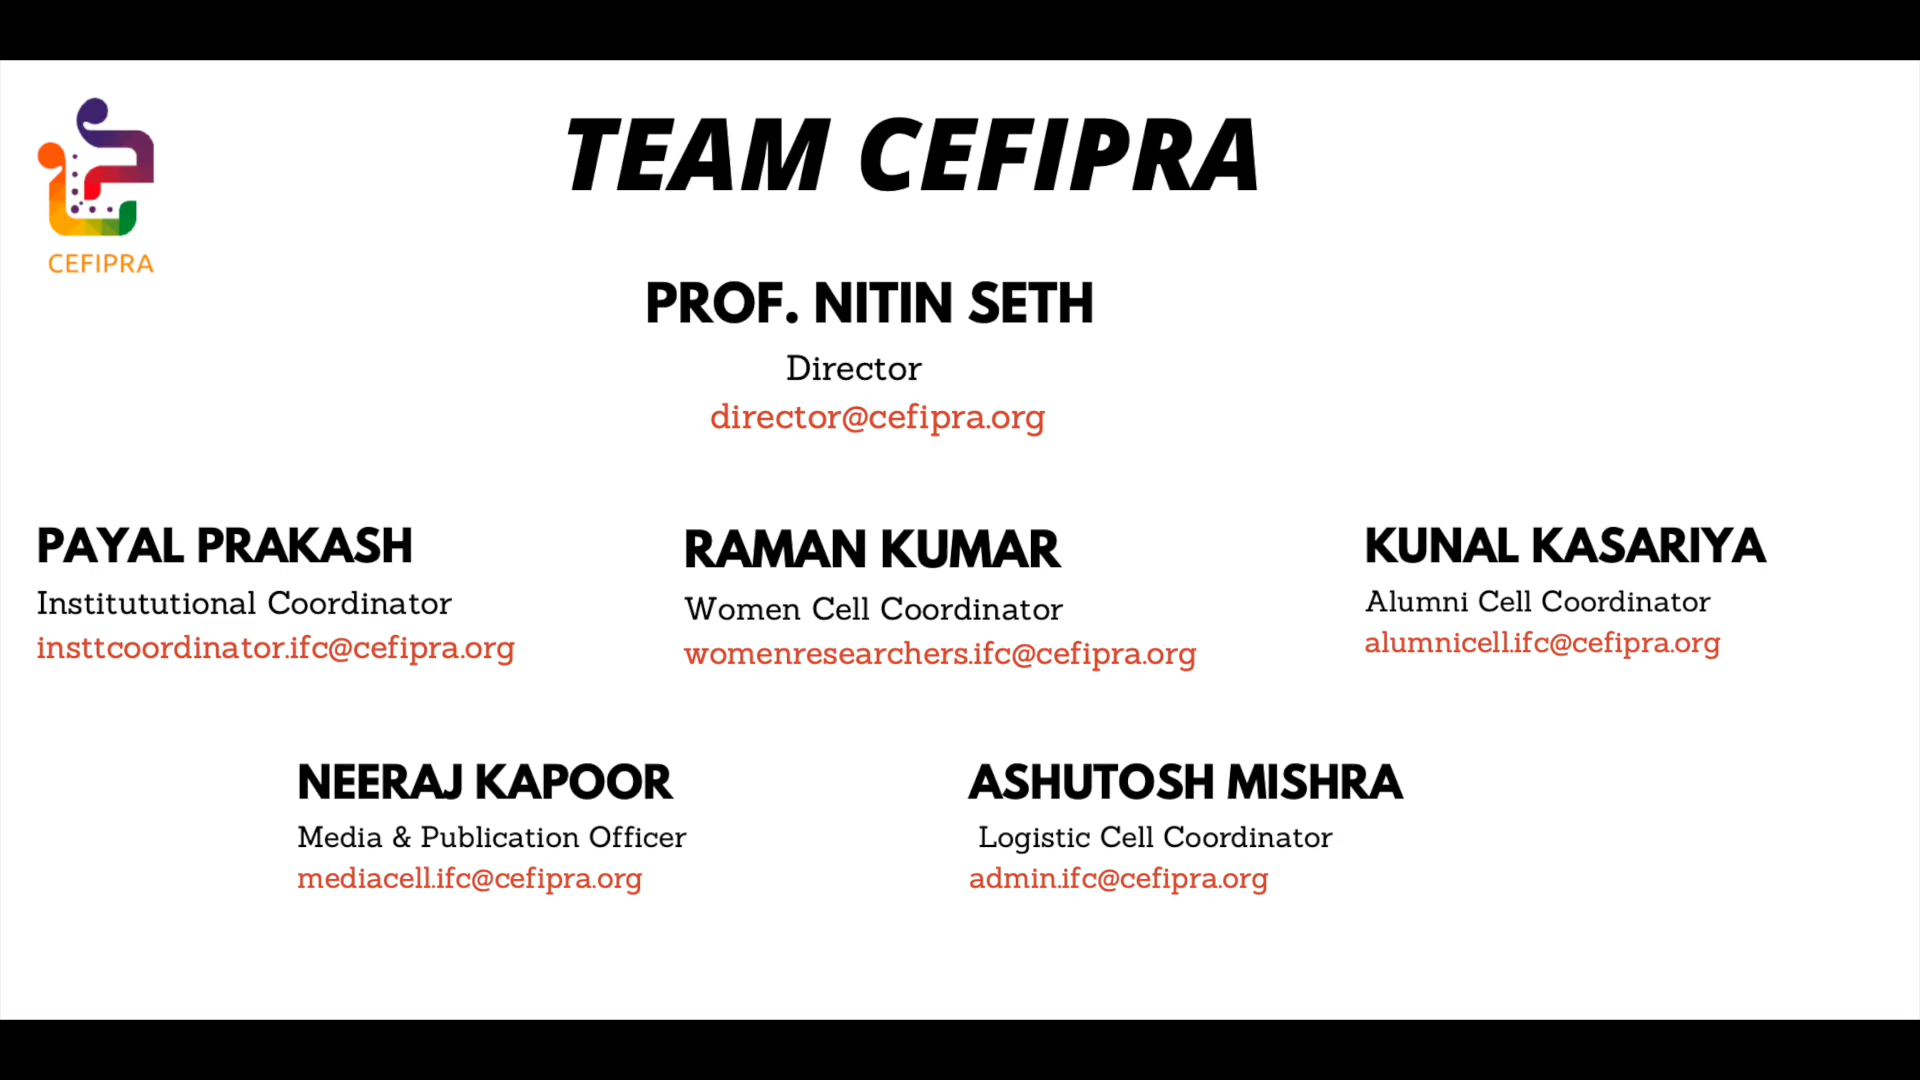 CEFIPRA
TEAM CEFIPRA
PROF. NITIN SETH
Director
director@cefipra.org
PAYAL PRAKASH
Institututional Coordinator
insttcoordinator.ifc@cefipra.org
RAMAN KUMAR
Women Cell Coordinator
womenresearchers.ifc@cefipra.org
KUNAL KASARIYA
Alumni Cell Coordinator
alumnicell.ifc@cefipra.org
NEERAJ KAPOOR
Media & Publication Officer
mediacell.ifc@cefipra.org
ASHUTOSH MISHRA
Logistic Cell Coordinator
admin.ifc@cefipra.org